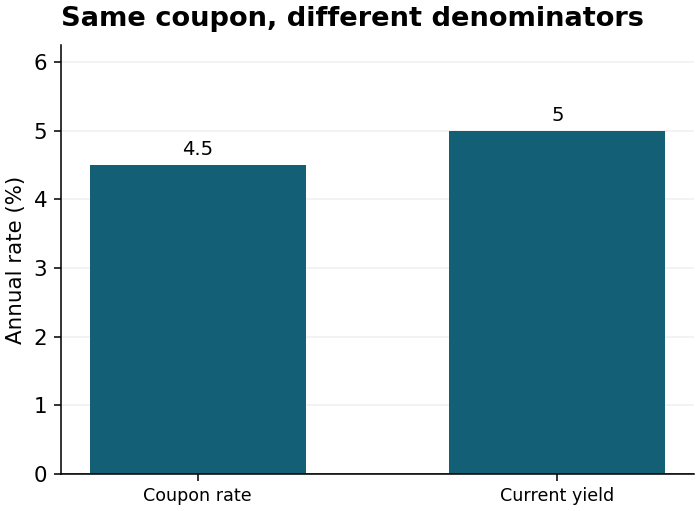 Same coupon, different denominators
Annual rate (%)
6
5
4
3
2
1
0
4.5
5
Coupon rate
Current yield